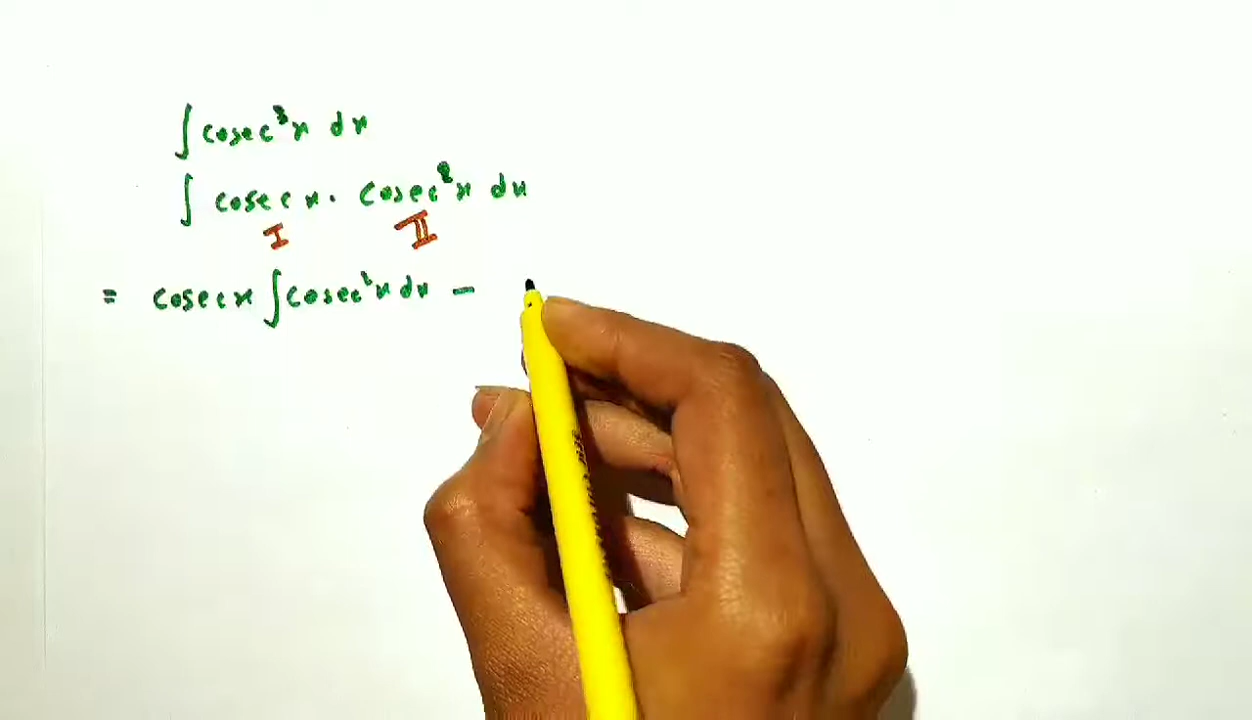 ∫ cosec³x dx
∫ cosec x · cosec²x dx
I II
= cosec x ∫ cosec²x dx –